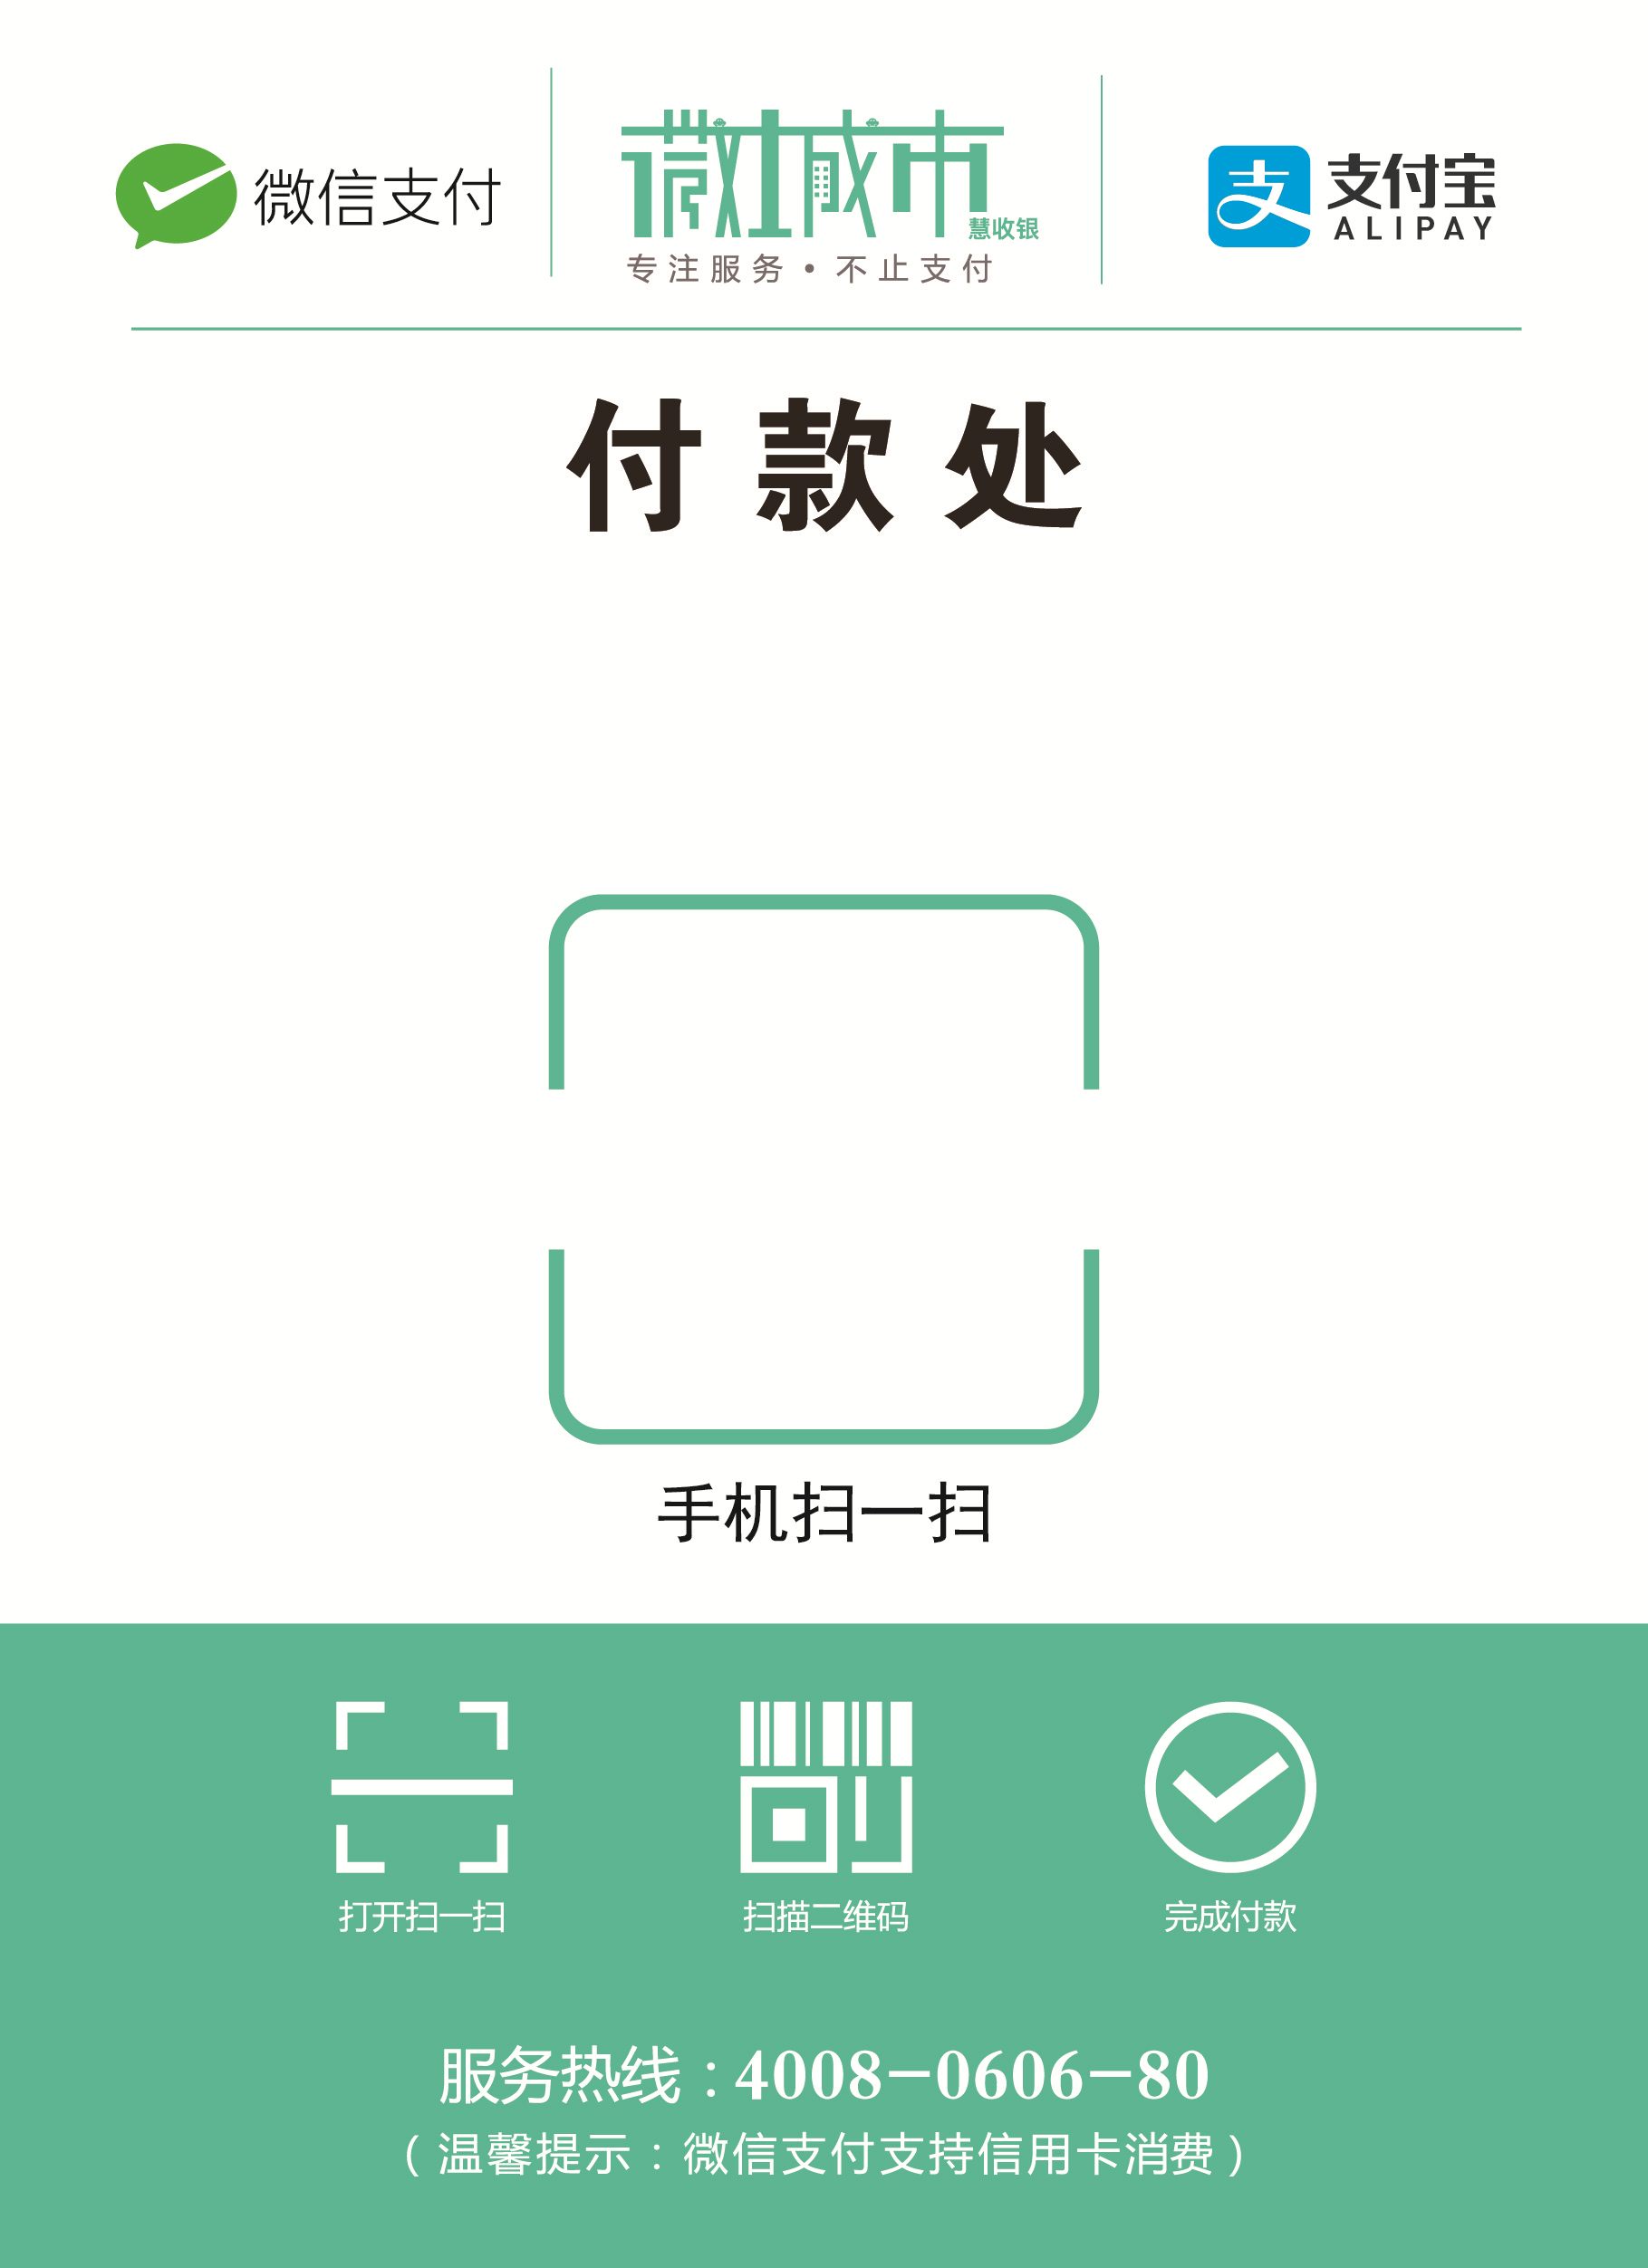 微信支付
微城市
慧收银
专注服务·不止支付
支付宝
ALIPAY
付款处
手机扫一扫
打开扫一扫
扫描二维码
完成付款
服务热线:4008-0606-80
(温馨提示:微信支付支持信用卡消费)